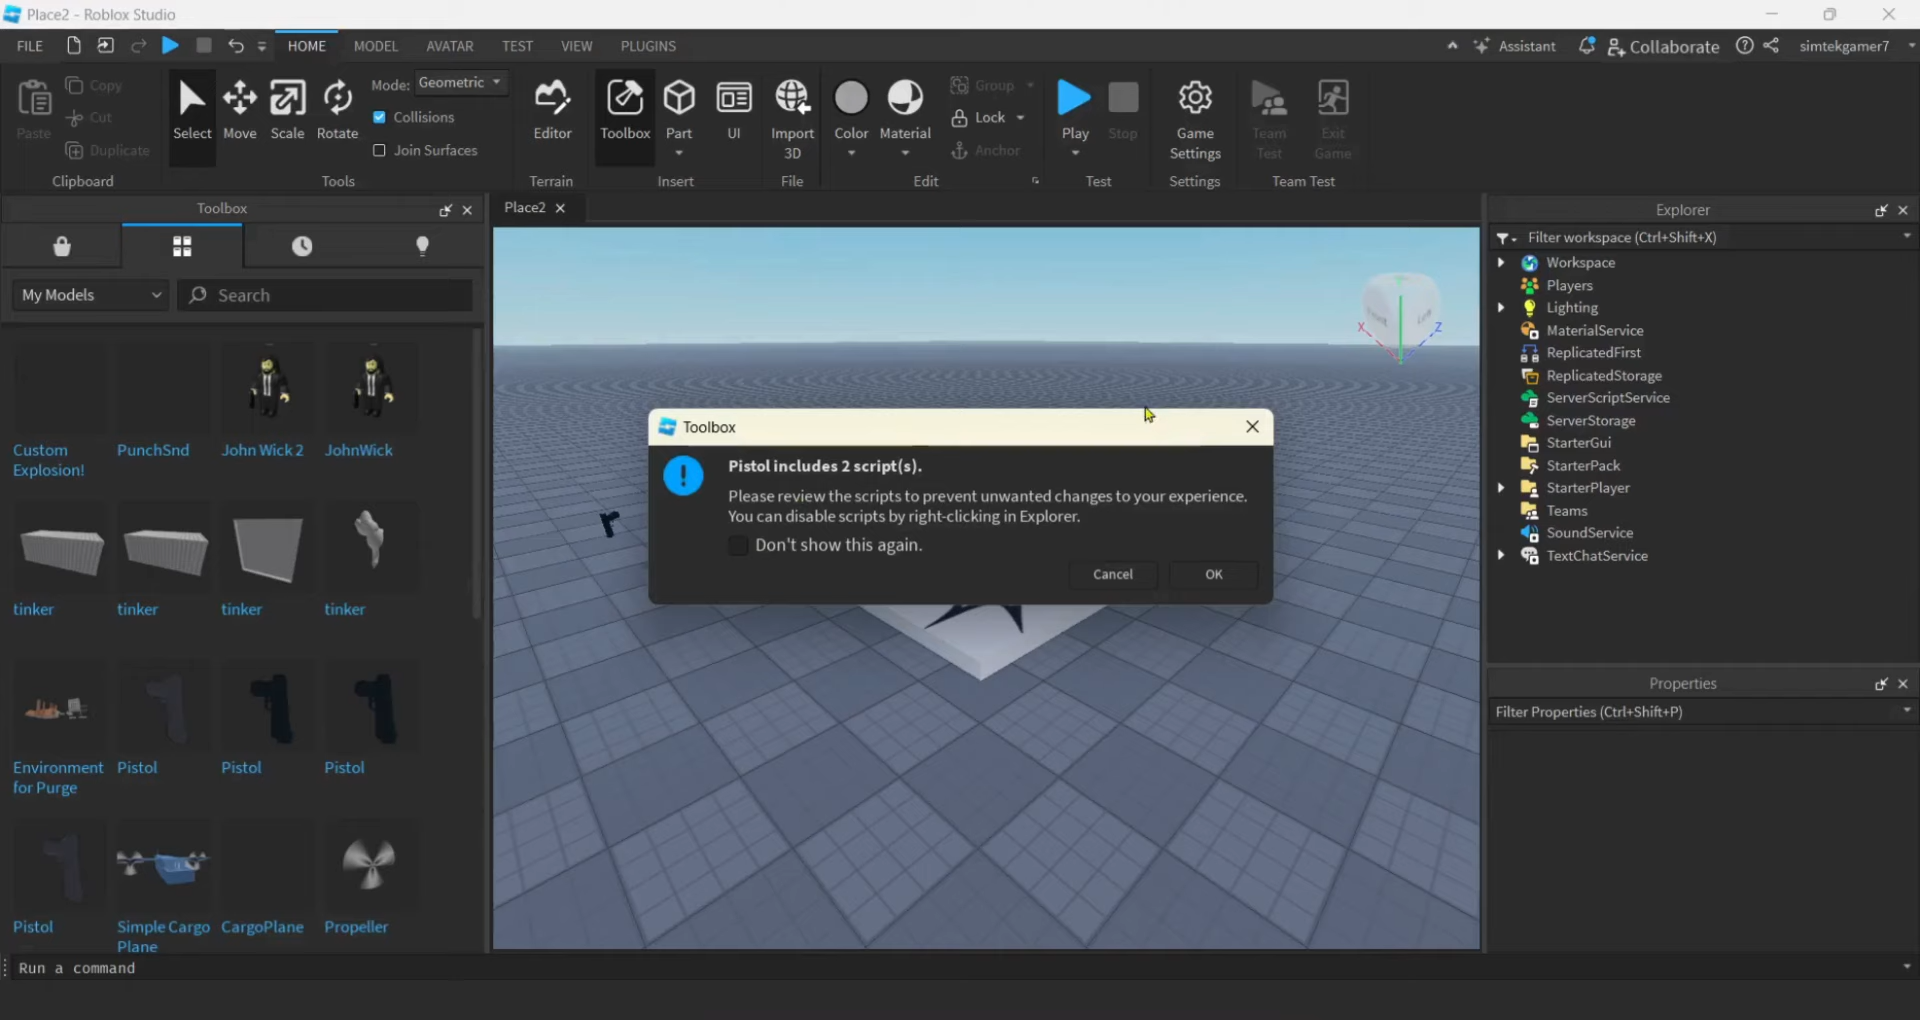 Place2 - Roblox Studio
FILE
HOME
MODEL
AVATAR
TEST
VIEW
PLUGINS
Assistant
Collaborate
simtekgamer7
Paste
Copy
Cut
Duplicate
Clipboard
Select
Move
Scale
Rotate
Mode: Geometric
Collisions
Join Surfaces
Tools
Editor
Terrain
Toolbox
Part
UI
Insert
Import
3D
File
Color
Material
Group
Lock
Anchor
Edit
Play
Stop
Test
Game
Settings
Settings
Team
Test
Exit
Game
Team Test
Toolbox
My Models
Search
Custom
Explosion!
PunchSnd
John Wick 2
JohnWick
tinker
tinker
tinker
tinker
Environment
for Purge
Pistol
Pistol
Pistol
Pistol
Simple Cargo
Plane
CargoPlane
Propeller
Place2
X
Z
Toolbox
Pistol includes 2 script(s).
Please review the scripts to prevent unwanted changes to your experience.
You can disable scripts by right-clicking in Explorer.
Don't show this again.
Cancel
OK
Explorer
Filter workspace (Ctrl+Shift+X)
Workspace
Players
Lighting
MaterialService
ReplicatedFirst
ReplicatedStorage
ServerScriptService
ServerStorage
StarterGui
StarterPack
StarterPlayer
Teams
SoundService
TextChatService
Properties
Filter Properties (Ctrl+Shift+P)
Run a command